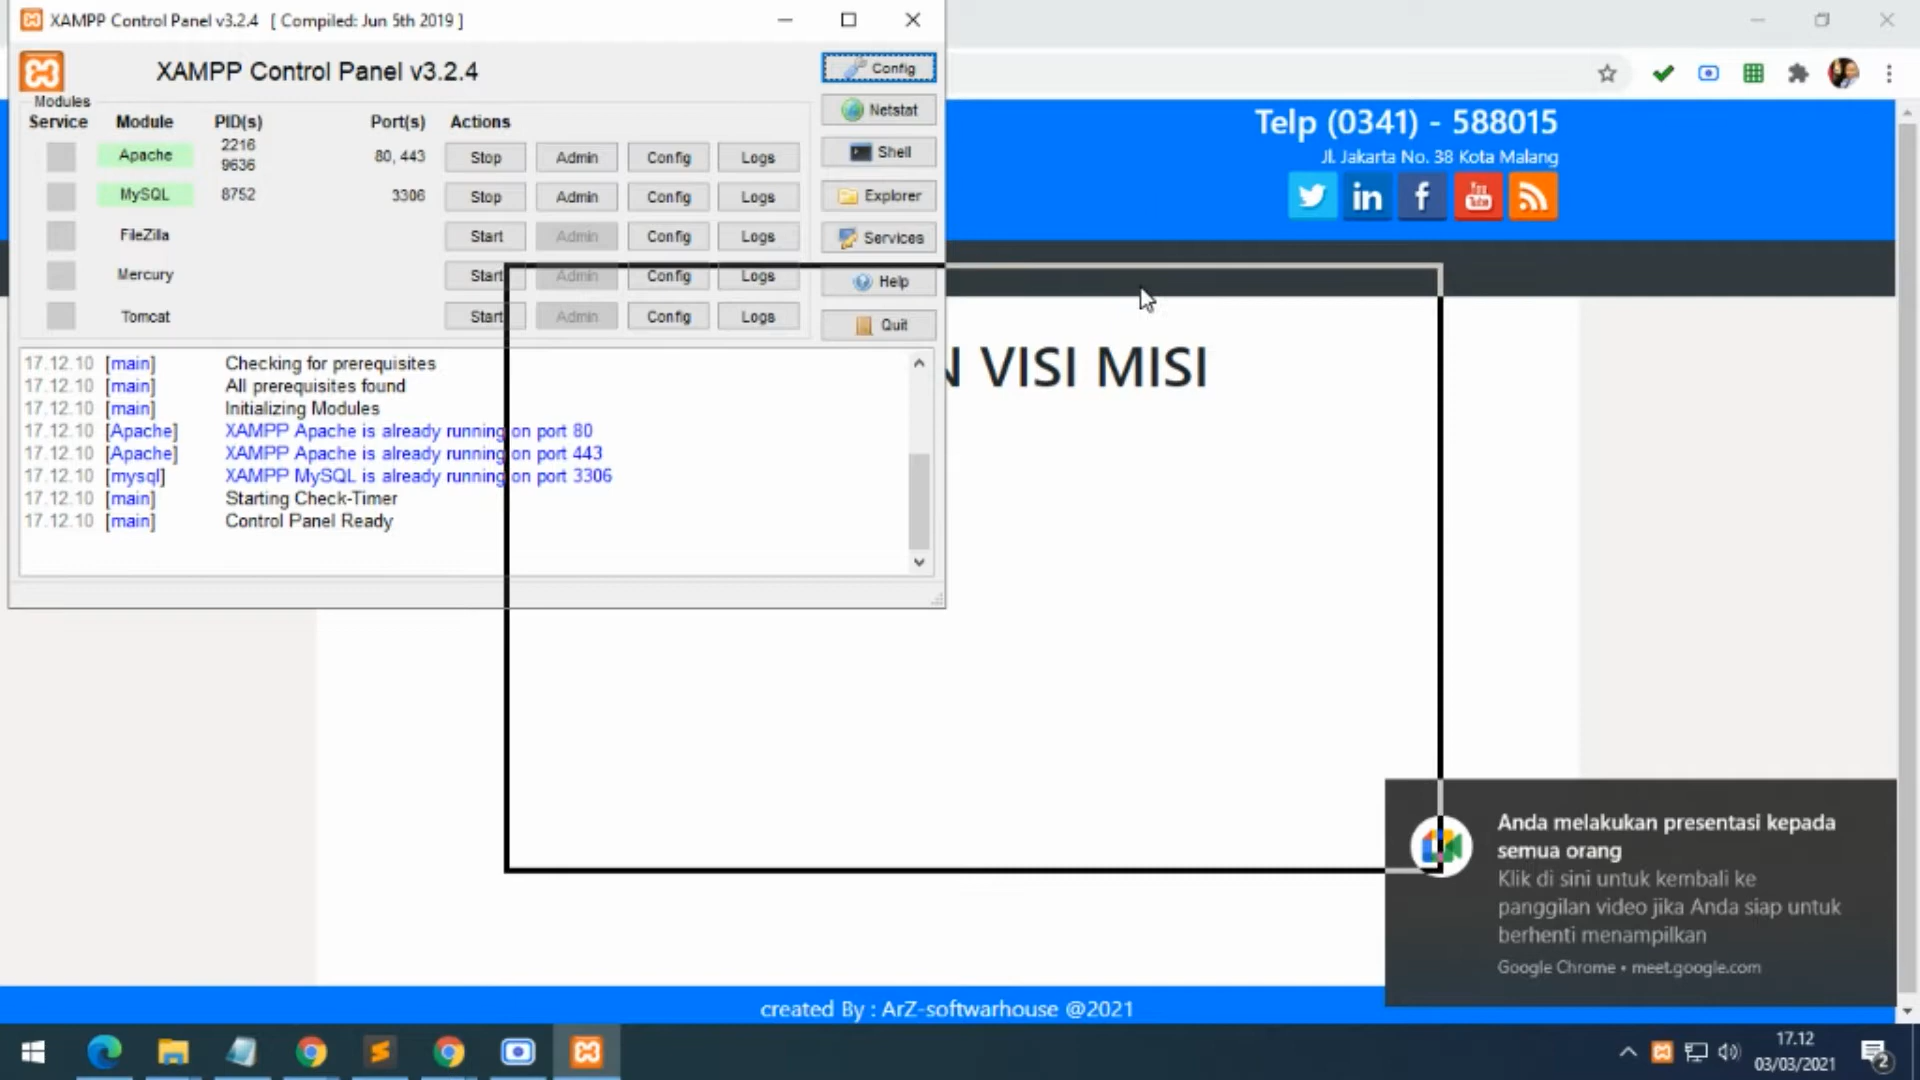 XAMPP Control Panel v3.2.4 [ Compiled: Jun 5th 2019 ]
XAMPP Control Panel v3.2.4
Config
Modules
Service Module PID(s) Port(s) Actions
Netstat
Apache 2216 9636 80, 443 Stop Admin Config Logs
Shell
MySQL 8752 3306 Stop Admin Config Logs
Explorer
FileZilla Start Admin Config Logs
Services
Mercury Start Admin Config Logs
Help
Tomcat Start Admin Config Logs
Quit
17.12.10 [main] Checking for prerequisites
17.12.10 [main] All prerequisites found
17.12.10 [main] Initializing Modules
17.12.10 [Apache] XAMPP Apache is already running on port 80
17.12.10 [Apache] XAMPP Apache is already running on port 443
17.12.10 [mysql] XAMPP MySQL is already running on port 3306
17.12.10 [main] Starting Check-Timer
17.12.10 [main] Control Panel Ready
Telp (0341) - 588015
Jl. Jakarta No. 38 Kota Malang
You Tube
N VISI MISI
Anda melakukan presentasi kepada
semua orang
Klik di sini untuk kembali ke
panggilan video jika Anda siap untuk
berhenti menampilkan
Google Chrome • meet.google.com
created By : ArZ-softwarhouse @2021
17.12
03/03/2021
2